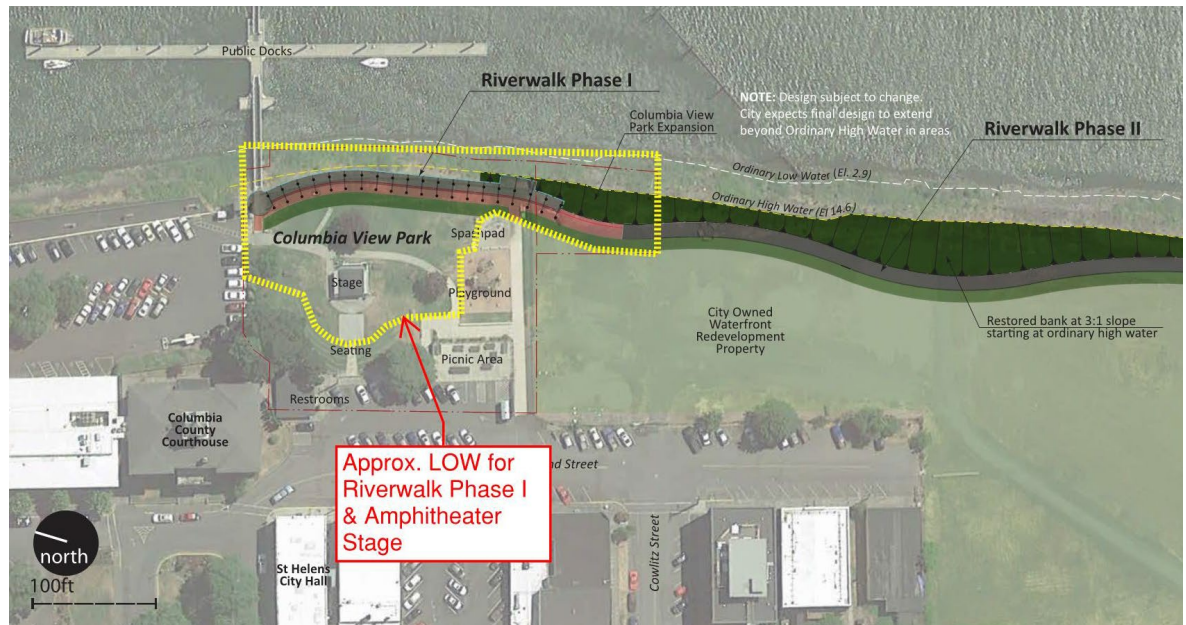 Public Docks
Riverwalk Phase I
NOTE: Design subject to change.
City expects final design to extend
beyond Ordinary High Water in areas
Columbia View
Park Expansion
Riverwalk Phase II
Ordinary Low Water (El. 2.9)
Ordinary High Water (El 14.6)
Columbia View Park
Spashpad
Stage
Playground
Seating
Picnic Area
Restrooms
City Owned
Waterfront
Redevelopment
Property
Restored bank at 3:1 slope
starting at ordinary high water
Columbia
County
Courthouse
Approx. LOW for
Riverwalk Phase I
& Amphitheater
Stage
Street
Cowlitz Street
St Helens
City Hall
north
100ft